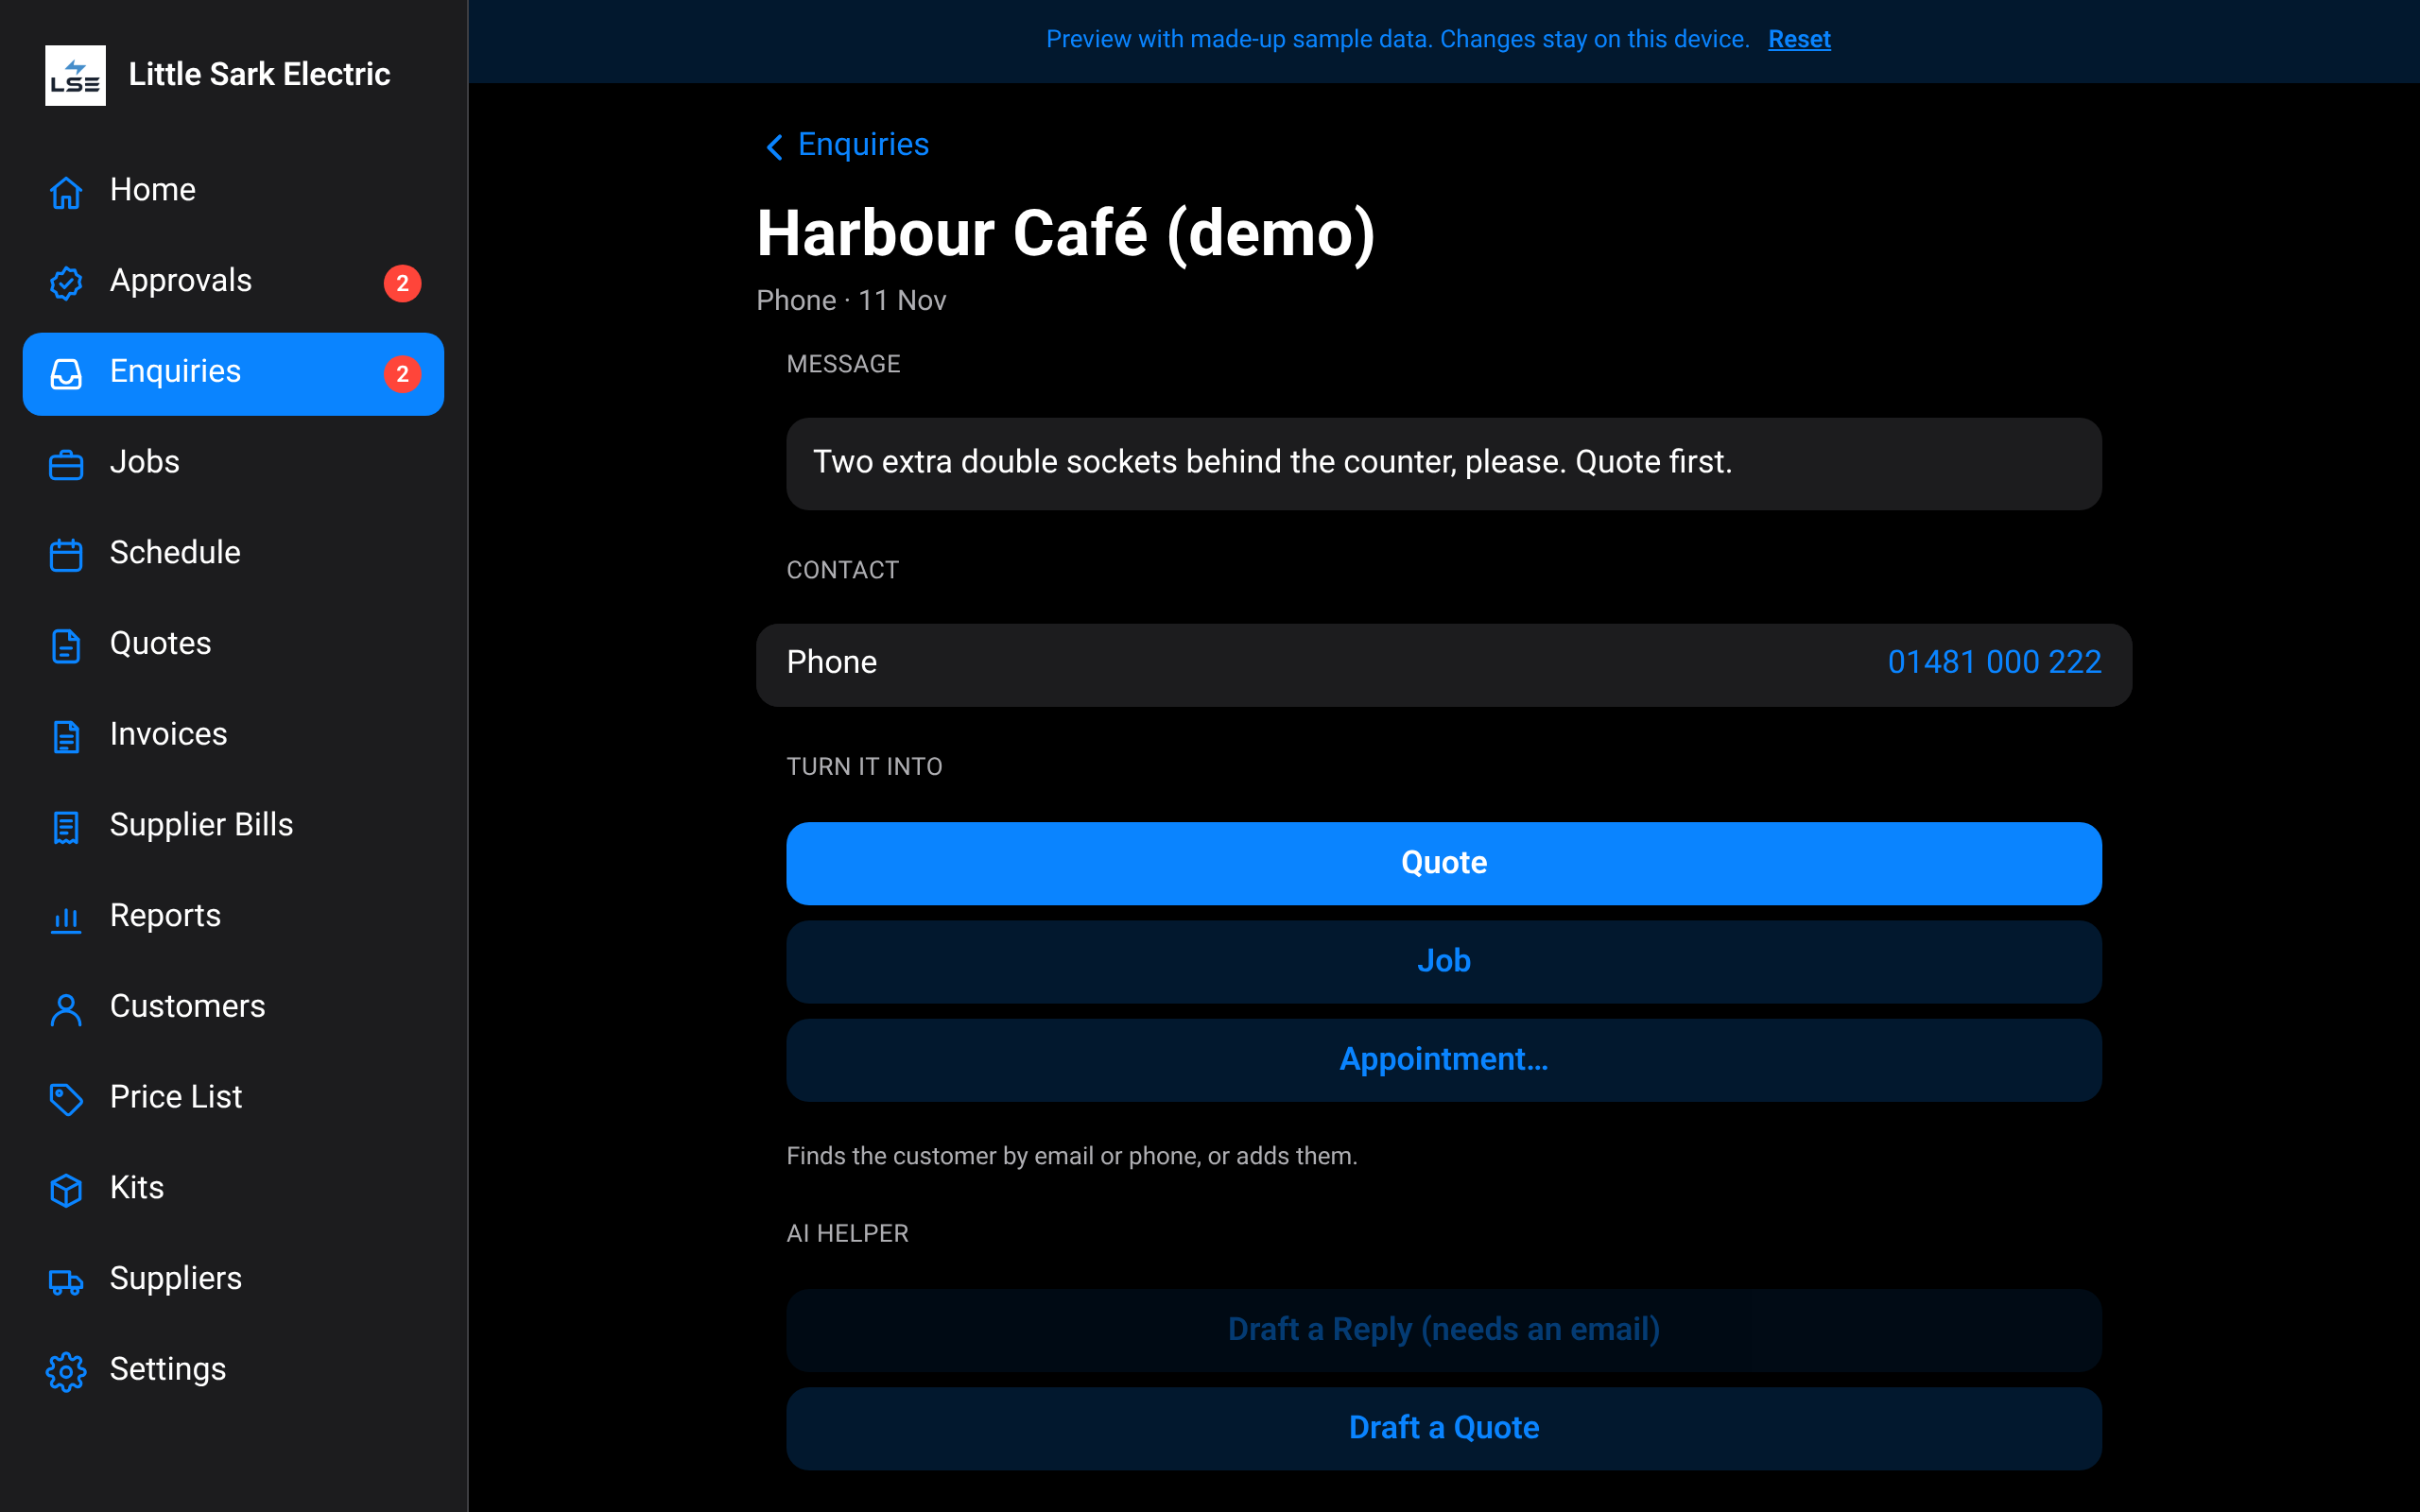 Preview with made-up sample data. Changes stay on this device. Reset
LSE
Little Sark Electric
Home
Approvals 2
Enquiries 2
Jobs
Schedule
Quotes
Invoices
Supplier Bills
Reports
Customers
Price List
Kits
Suppliers
Settings
Enquiries
Harbour Café (demo)
Phone · 11 Nov
MESSAGE
Two extra double sockets behind the counter, please. Quote first.
CONTACT
Phone 01481 000 222
TURN IT INTO
Quote
Job
Appointment…
Finds the customer by email or phone, or adds them.
AI HELPER
Draft a Reply (needs an email)
Draft a Quote